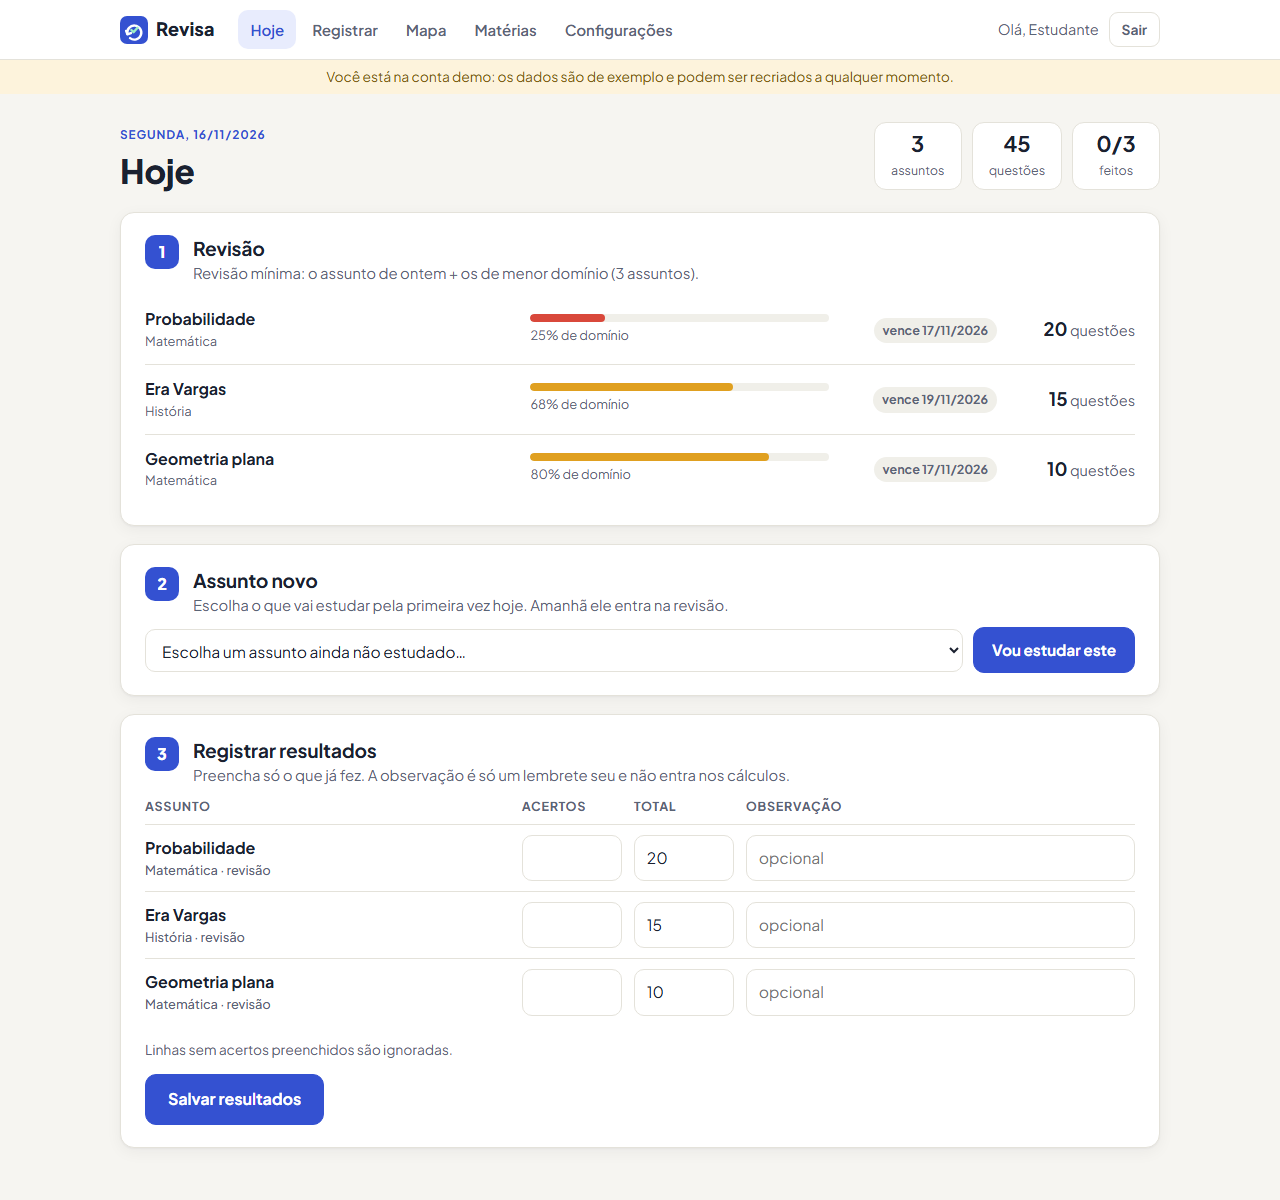 Revisa
Hoje
Registrar
Mapa
Matérias
Configurações
Olá, Estudante
Sair
Você está na conta demo: os dados são de exemplo e podem ser recriados a qualquer momento.
SEGUNDA, 16/11/2026
Hoje
3
assuntos
45
questões
0/3
feitos
1
Revisão
Revisão mínima: o assunto de ontem + os de menor domínio (3 assuntos).
Probabilidade
Matemática
25% de domínio
vence 17/11/2026
20 questões
Era Vargas
História
68% de domínio
vence 19/11/2026
15 questões
Geometria plana
Matemática
80% de domínio
vence 17/11/2026
10 questões
2
Assunto novo
Escolha o que vai estudar pela primeira vez hoje. Amanhã ele entra na revisão.
Escolha um assunto ainda não estudado...
Vou estudar este
3
Registrar resultados
Preencha só o que já fez. A observação é só um lembrete seu e não entra nos cálculos.
ASSUNTO
ACERTOS
TOTAL
OBSERVAÇÃO
Probabilidade
Matemática · revisão
20
opcional
Era Vargas
História · revisão
15
opcional
Geometria plana
Matemática · revisão
10
opcional
Linhas sem acertos preenchidos são ignoradas.
Salvar resultados